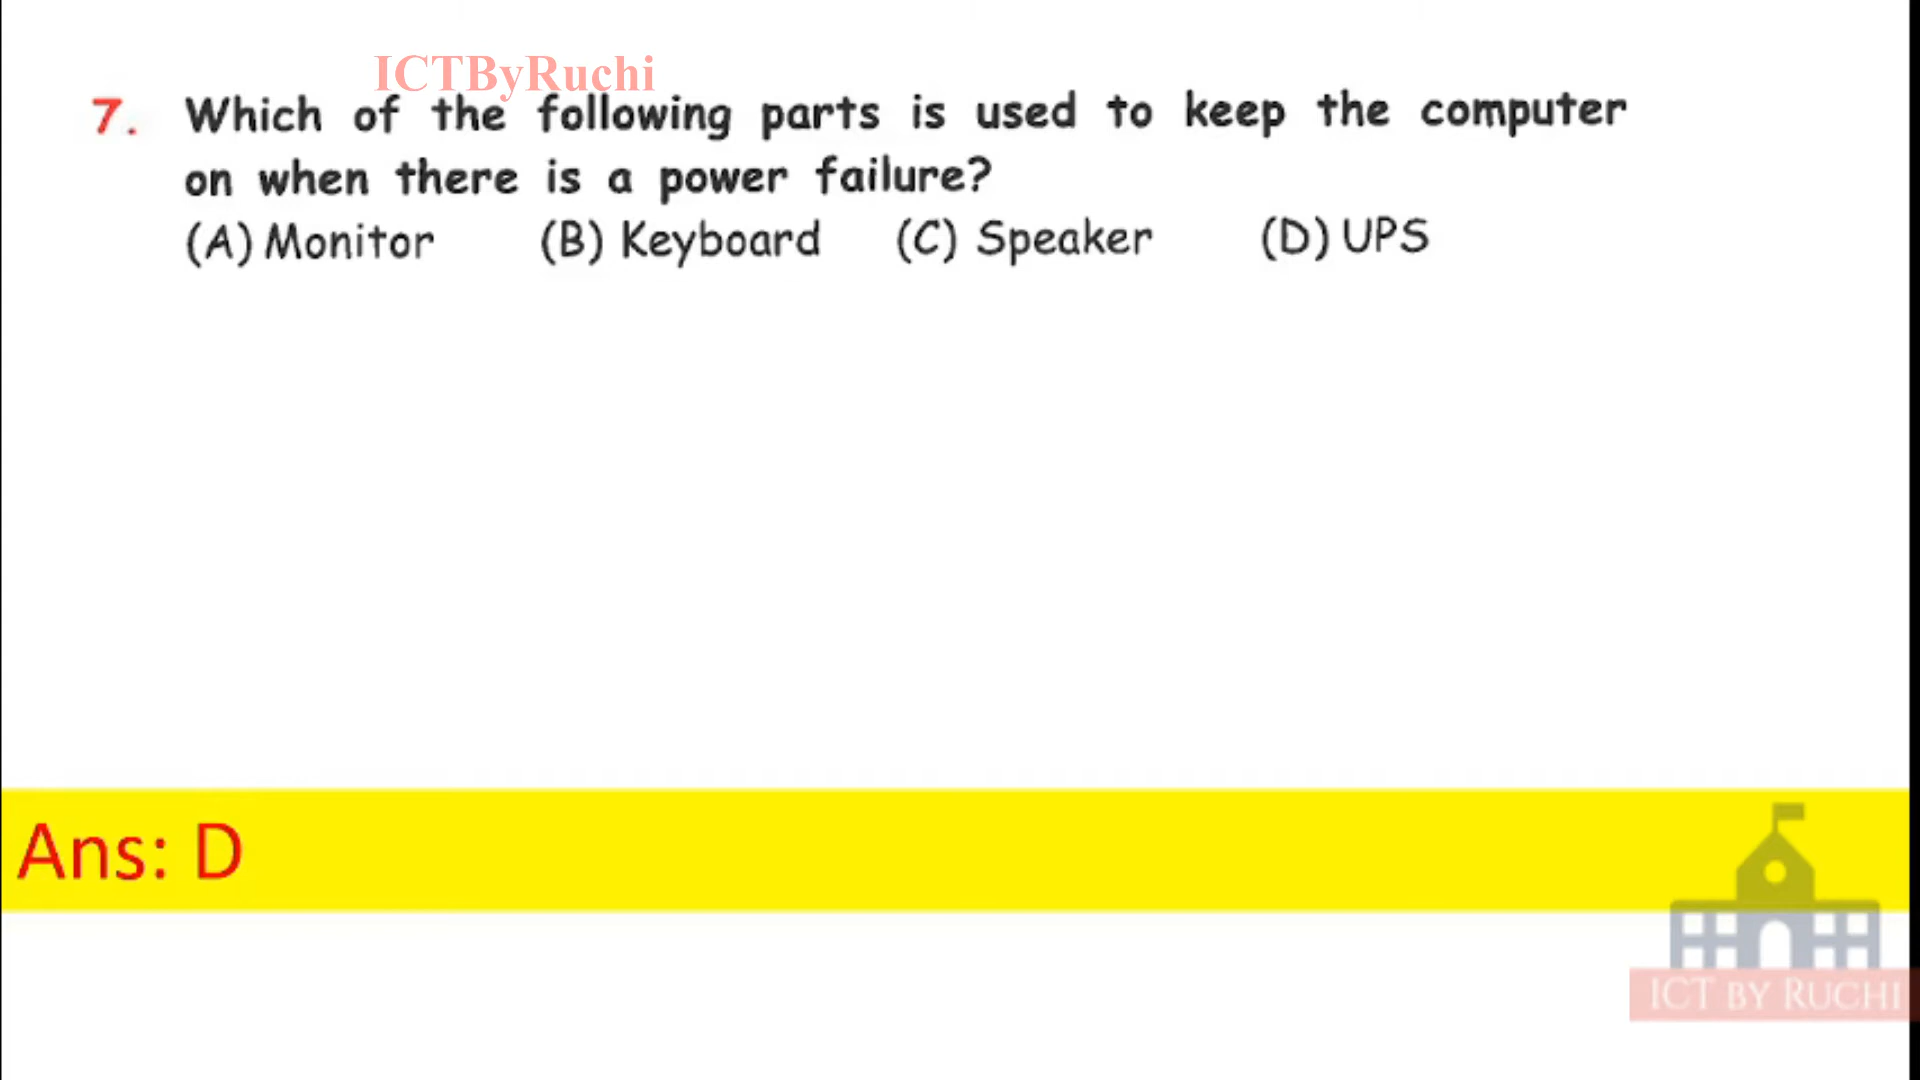 ICTByRuchi
7. Which of the following parts is used to keep the computer
on when there is a power failure?
(A) Monitor (B) Keyboard (C) Speaker (D) UPS
Ans: D
ICT BY RUCHI